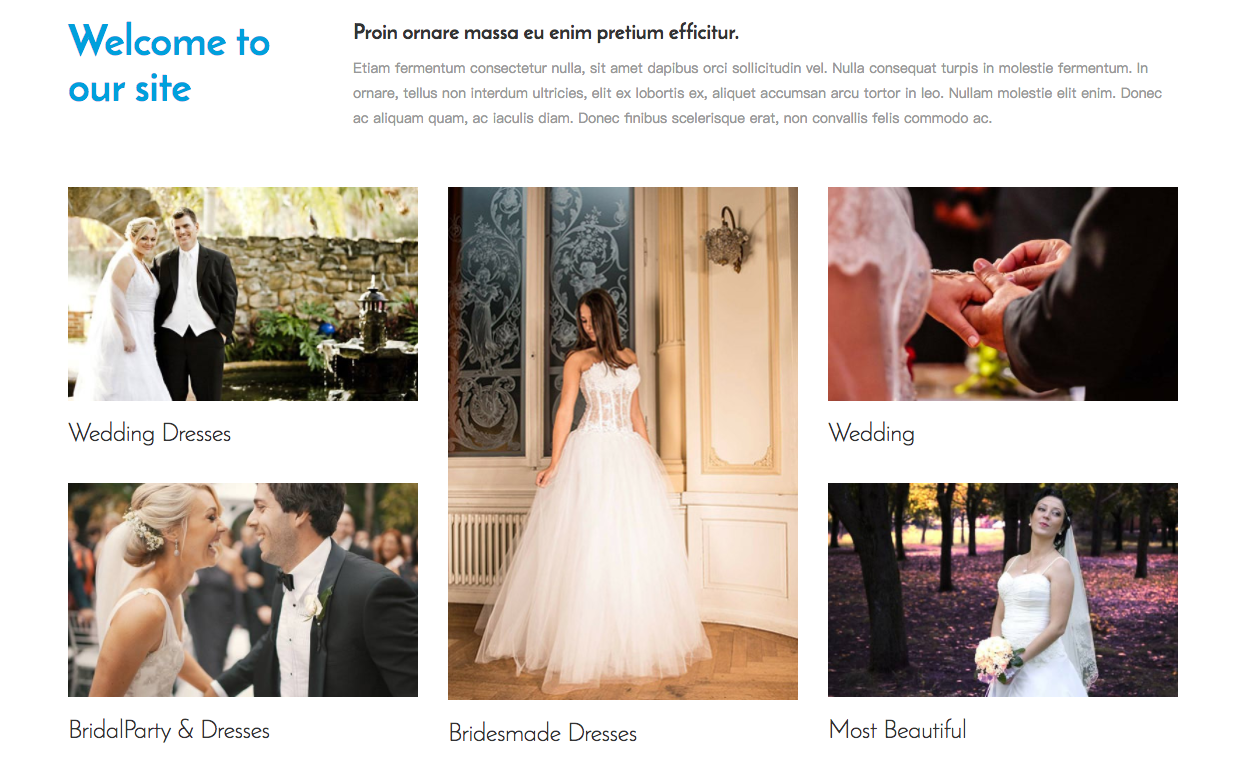 Welcome to
our site
Proin ornare massa eu enim pretium efficitur.
Etiam fermentum consectetur nulla, sit amet dapibus orci sollicitudin vel. Nulla consequat turpis in molestie fermentum. In
ornare, tellus non interdum ultricies, elit ex lobortis ex, aliquet accumsan arcu tortor in leo. Nullam molestie elit enim. Donec
ac aliquam quam, ac iaculis diam. Donec finibus scelerisque erat, non convallis felis commodo ac.
Wedding Dresses
Wedding
BridalParty & Dresses
Bridesmade Dresses
Most Beautiful